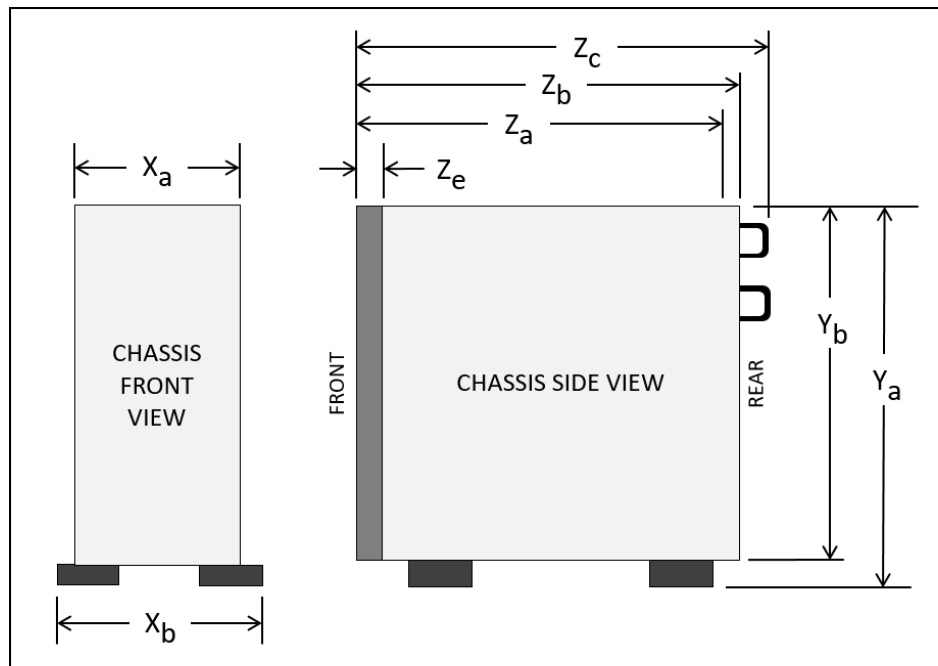 Zc
Zb
Za
Xa
Ze
CHASSIS
FRONT
VIEW
FRONT
CHASSIS SIDE VIEW
REAR
Yb
Ya
Xb